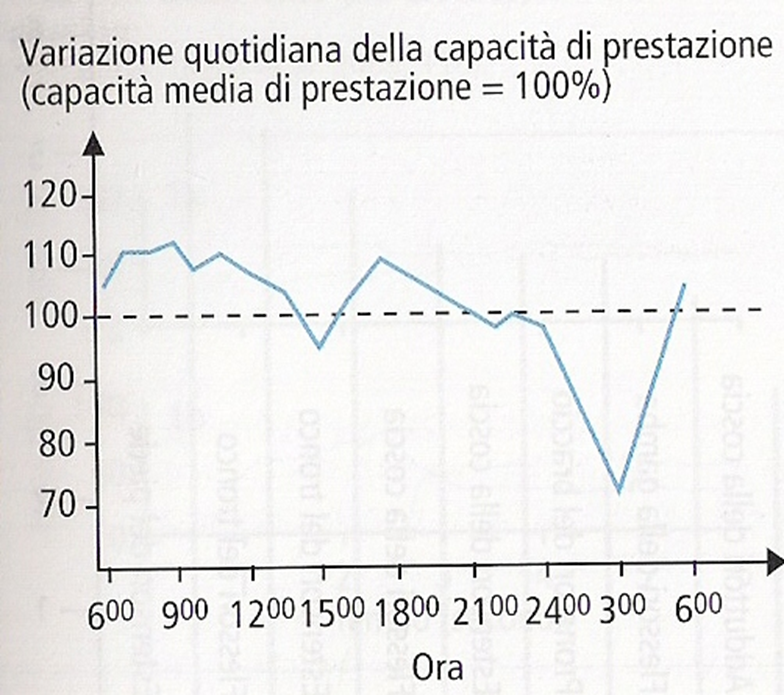 Variazione quotidiana della capacità di prestazione
(capacità media di prestazione = 100%)
120
110
100
90
80
70
6⁰⁰ 9⁰⁰ 12⁰⁰ 15⁰⁰ 18⁰⁰ 21⁰⁰ 24⁰⁰ 3⁰⁰ 6⁰⁰
Ora